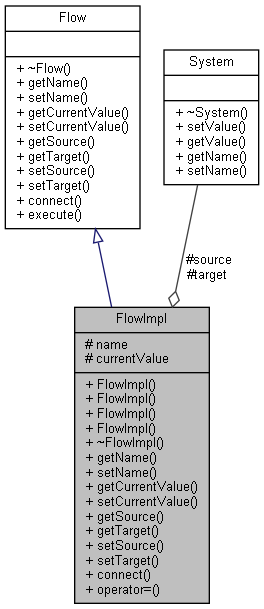 Flow
+ ~Flow()
+ getName()
+ setName()
+ getCurrentValue()
+ setCurrentValue()
+ getSource()
+ getTarget()
+ setSource()
+ setTarget()
+ connect()
+ execute()
System
+ ~System()
+ setValue()
+ getValue()
+ getName()
+ setName()
#source
#target
FlowImpl
# name
# currentValue
+ FlowImpl()
+ FlowImpl()
+ FlowImpl()
+ FlowImpl()
+ ~FlowImpl()
+ getName()
+ setName()
+ getCurrentValue()
+ setCurrentValue()
+ getSource()
+ getTarget()
+ setSource()
+ setTarget()
+ connect()
+ operator=()